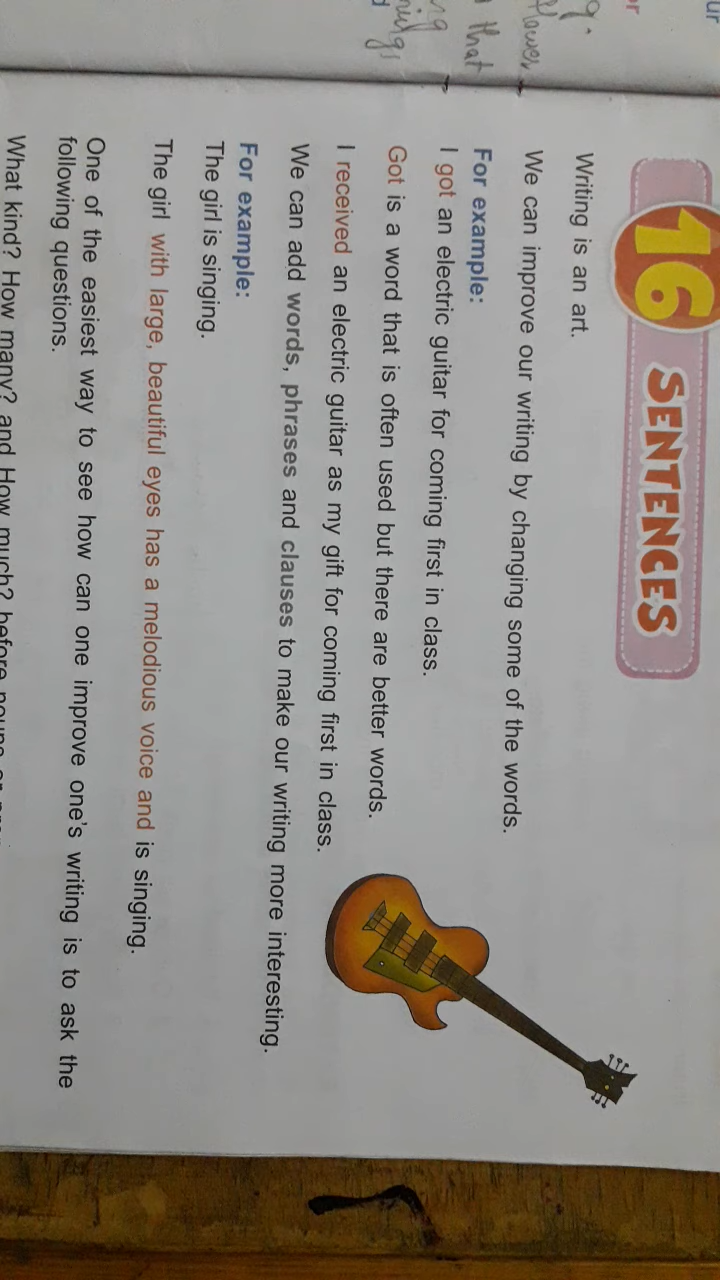 16 SENTENCES
Writing is an art.
We can improve our writing by changing some of the words.
For example:
I got an electric guitar for coming first in class.
Got is a word that is often used but there are better words.
I received an electric guitar as my gift for coming first in class.
We can add words, phrases and clauses to make our writing more interesting.
For example:
The girl is singing.
The girl with large, beautiful eyes has a melodious voice and is singing.
One of the easiest way to see how can one improve one's writing is to ask the
following questions.
What kind? How many? and How much? before nouns or
flower
that